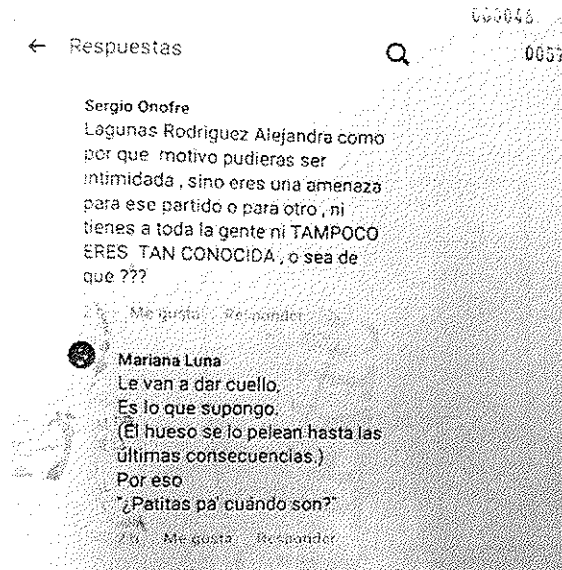 000048
← Respuestas
0057
Sergio Onofre
Lagunas Rodriguez Alejandra como
por que motivo pudieras ser
intimidada , sino eres una amenaza
para ese partido o para otro , ni
tienes a toda la gente ni TAMPOCO
ERES TAN CONOCIDA , o sea de
que ???
Me gusta Responder
Mariana Luna
Le van a dar cuello,
Es lo que supongo.
(El hueso se lo pelean hasta las
últimas consecuencias.)
Por eso
"¿Patitas pa' cuándo son?"
Me gusta Responder